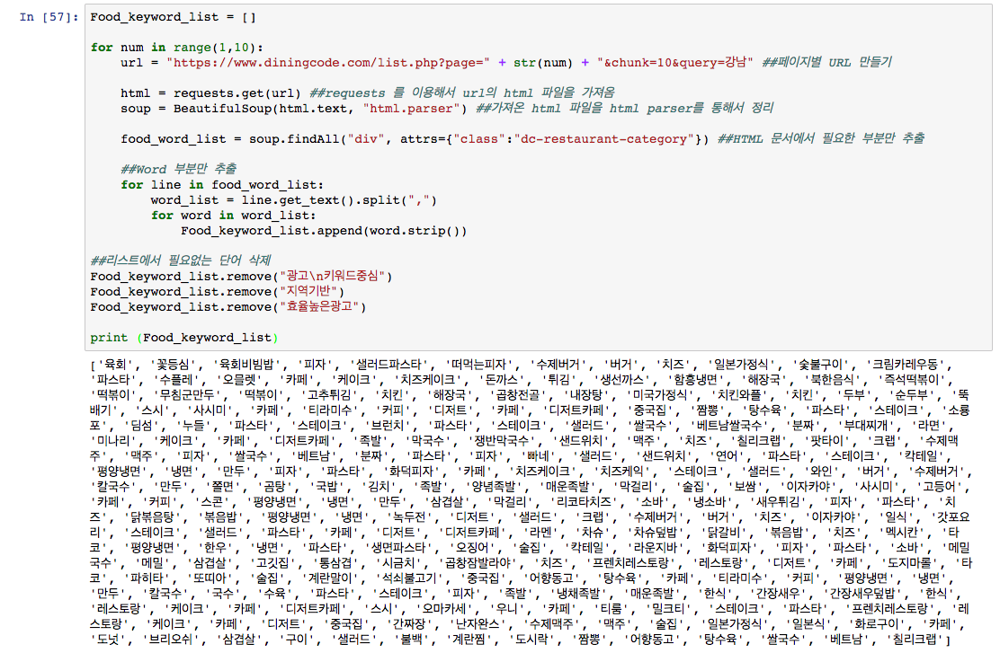 In [57]: Food_keyword_list = []
for num in range(1,10):
url = "https://www.diningcode.com/list.php?page=" + str(num) + "&chunk=10&query=강남" ##페이지별 URL 만들기
html = requests.get(url) ##requests 를 이용해서 url의 html 파일을 가져옴
soup = BeautifulSoup(html.text, "html.parser") ##가져온 html 파일을 html parser를 통해서 정리
food_word_list = soup.findAll("div", attrs={"class":"dc-restaurant-category"}) ##HTML 문서에서 필요한 부분만 추출
##Word 부분만 추출
for line in food_word_list:
word_list = line.get_text().split(",")
for word in word_list:
Food_keyword_list.append(word.strip())
##리스트에서 필요없는 단어 삭제
Food_keyword_list.remove("광고\n키워드중심")
Food_keyword_list.remove("지역기반")
Food_keyword_list.remove("효율높은광고")
print (Food_keyword_list)
['육회', '꽃등심', '육회비빔밥', '피자', '샐러드파스타', '떠먹는피자', '수제버거', '버거', '치즈', '일본가정식', '숯불구이', '크림카레우동',
'파스타', '수플레', '오믈렛', '카페', '케이크', '치즈케이크', '돈까스', '튀김', '생선까스', '함흥냉면', '해장국', '북한음식', '즉석떡볶이',
'떡볶이', '무침군만두', '떡볶이', '고추튀김', '치킨', '해장국', '곱창전골', '내장탕', '미국가정식', '치킨와플', '치킨', '두부', '순두부', '뚝
배기', '스시', '사시미', '카페', '티라미수', '커피', '디저트', '카페', '디저트카페', '중국집', '짬뽕', '탕수육', '파스타', '스테이크', '소룡
포', '딤섬', '누들', '파스타', '스테이크', '브런치', '파스타', '스테이크', '샐러드', '쌀국수', '베트남쌀국수', '분짜', '부대찌개', '라면',
'미나리', '케이크', '카페', '디저트카페', '족발', '막국수', '쟁반막국수', '샌드위치', '맥주', '치즈', '칠리크랩', '팟타이', '크랩', '수제맥
주', '맥주', '피자', '쌀국수', '베트남', '분짜', '파스타', '피자', '빠네', '샐러드', '샌드위치', '연어', '파스타', '스테이크', '칵테일',
'평양냉면', '냉면', '만두', '피자', '파스타', '화덕피자', '카페', '치즈케이크', '치즈케익', '스테이크', '샐러드', '와인', '버거', '수제버거',
'칼국수', '만두', '쫄면', '곰탕', '국밥', '김치', '족발', '양념족발', '매운족발', '막걸리', '술집', '보쌈', '이자카야', '사시미', '고등어',
'카페', '커피', '스콘', '평양냉면', '냉면', '만두', '삼겹살', '막걸리', '리코타치즈', '소바', '냉소바', '새우튀김', '피자', '파스타', '치
즈', '닭볶음탕', '볶음밥', '평양냉면', '냉면', '녹두전', '디저트', '샐러드', '크랩', '수제버거', '버거', '치즈', '이자카야', '일식', '갓포요
리', '스테이크', '샐러드', '파스타', '카페', '디저트', '디저트카페', '라멘', '차슈', '차슈덮밥', '닭갈비', '볶음밥', '치즈', '멕시칸', '타
코', '평양냉면', '한우', '냉면', '파스타', '생면파스타', '오징어', '술집', '칵테일', '라운지바', '화덕피자', '피자', '파스타', '소바', '메밀
국수', '메밀', '삼겹살', '고깃집', '통삼겹', '시금치', '곱창잠발라야', '치즈', '프렌치레스토랑', '레스토랑', '디저트', '카페', '도지마롤', '타
코', '파히타', '또띠아', '술집', '계란말이', '석쇠불고기', '중국집', '어향동고', '탕수육', '카페', '티라미수', '커피', '평양냉면', '냉면',
'만두', '칼국수', '국수', '수육', '파스타', '스테이크', '피자', '족발', '냉채족발', '매운족발', '한식', '간장새우', '간장새우덮밥', '한식',
'레스토랑', '케이크', '카페', '디저트카페', '스시', '오마카세', '우니', '카페', '티룸', '밀크티', '스테이크', '파스타', '프렌치레스토랑', '레
스토랑', '케이크', '카페', '디저트', '중국집', '간짜장', '난자완스', '수제맥주', '맥주', '술집', '일본가정식', '일본식', '화로구이', '카페',
'도넛', '브리오쉬', '삼겹살', '구이', '샐러드', '불백', '계란찜', '도시락', '짬뽕', '어향동고', '탕수육', '쌀국수', '베트남', '칠리크랩']